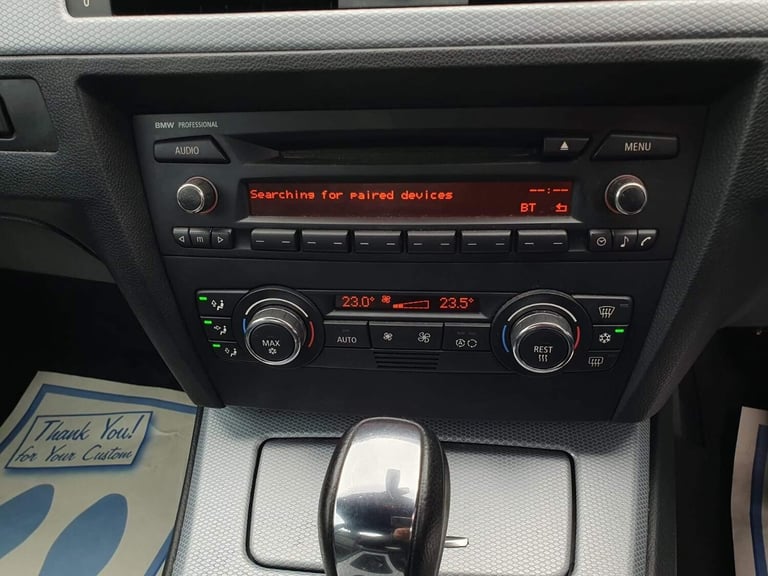 0
BMW PROFESSIONAL
AUDIO
MENU
Searching for paired devices --:--
BT
m
23.0° 23.5°
MAX
AUTO
REST
Thank You!
for Your Custom